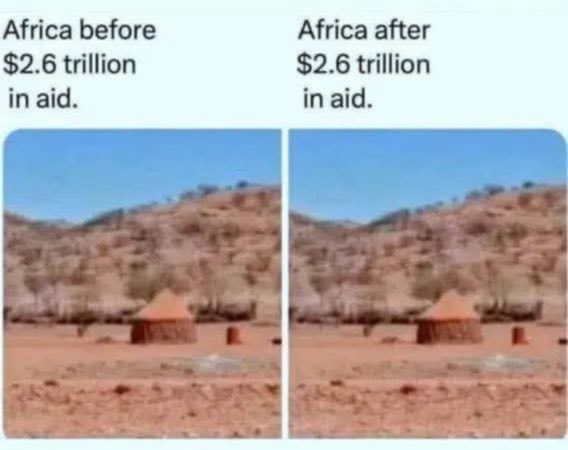 Africa before
$2.6 trillion
in aid.
Africa after
$2.6 trillion
in aid.